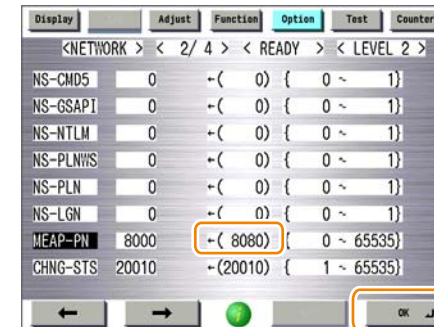 Display Adjust Function Option Test Counter
<NETWORK > < 2/ 4 > < READY > < LEVEL 2 >
NS-CMD5 0 ←( 0) { 0 ~ 1}
NS-GSAPI 0 ←( 0) { 0 ~ 1}
NS-NTLM 0 ←( 0) { 0 ~ 1}
NS-PLNWS 0 ←( 0) { 0 ~ 1}
NS-PLN 0 ←( 0) { 0 ~ 1}
NS-LGN 0 ←( 0) { 0 ~ 1}
MEAP-PN 8000 ←( 8080) { 0 ~ 65535}
CHNG-STS 20010 ←(20010) { 1 ~ 65535}
← → i OK ↵